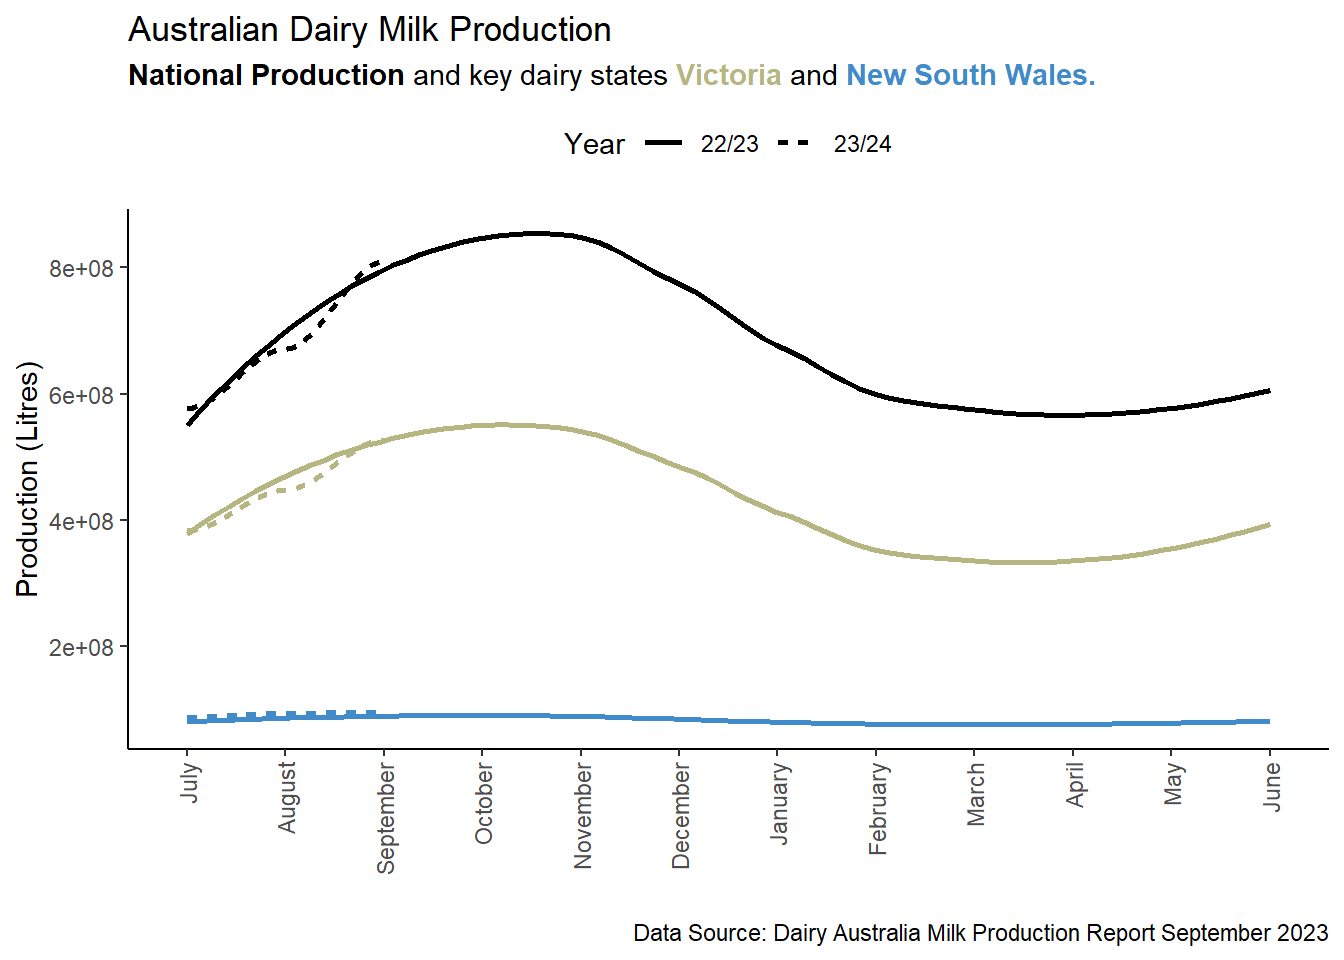 Australian Dairy Milk Production
National Production and key dairy states Victoria and New South Wales.
Year 22/23 23/24
Production (Litres)
8e+08
6e+08
4e+08
2e+08
July
August
September
October
November
December
January
February
March
April
May
June
Data Source: Dairy Australia Milk Production Report September 2023